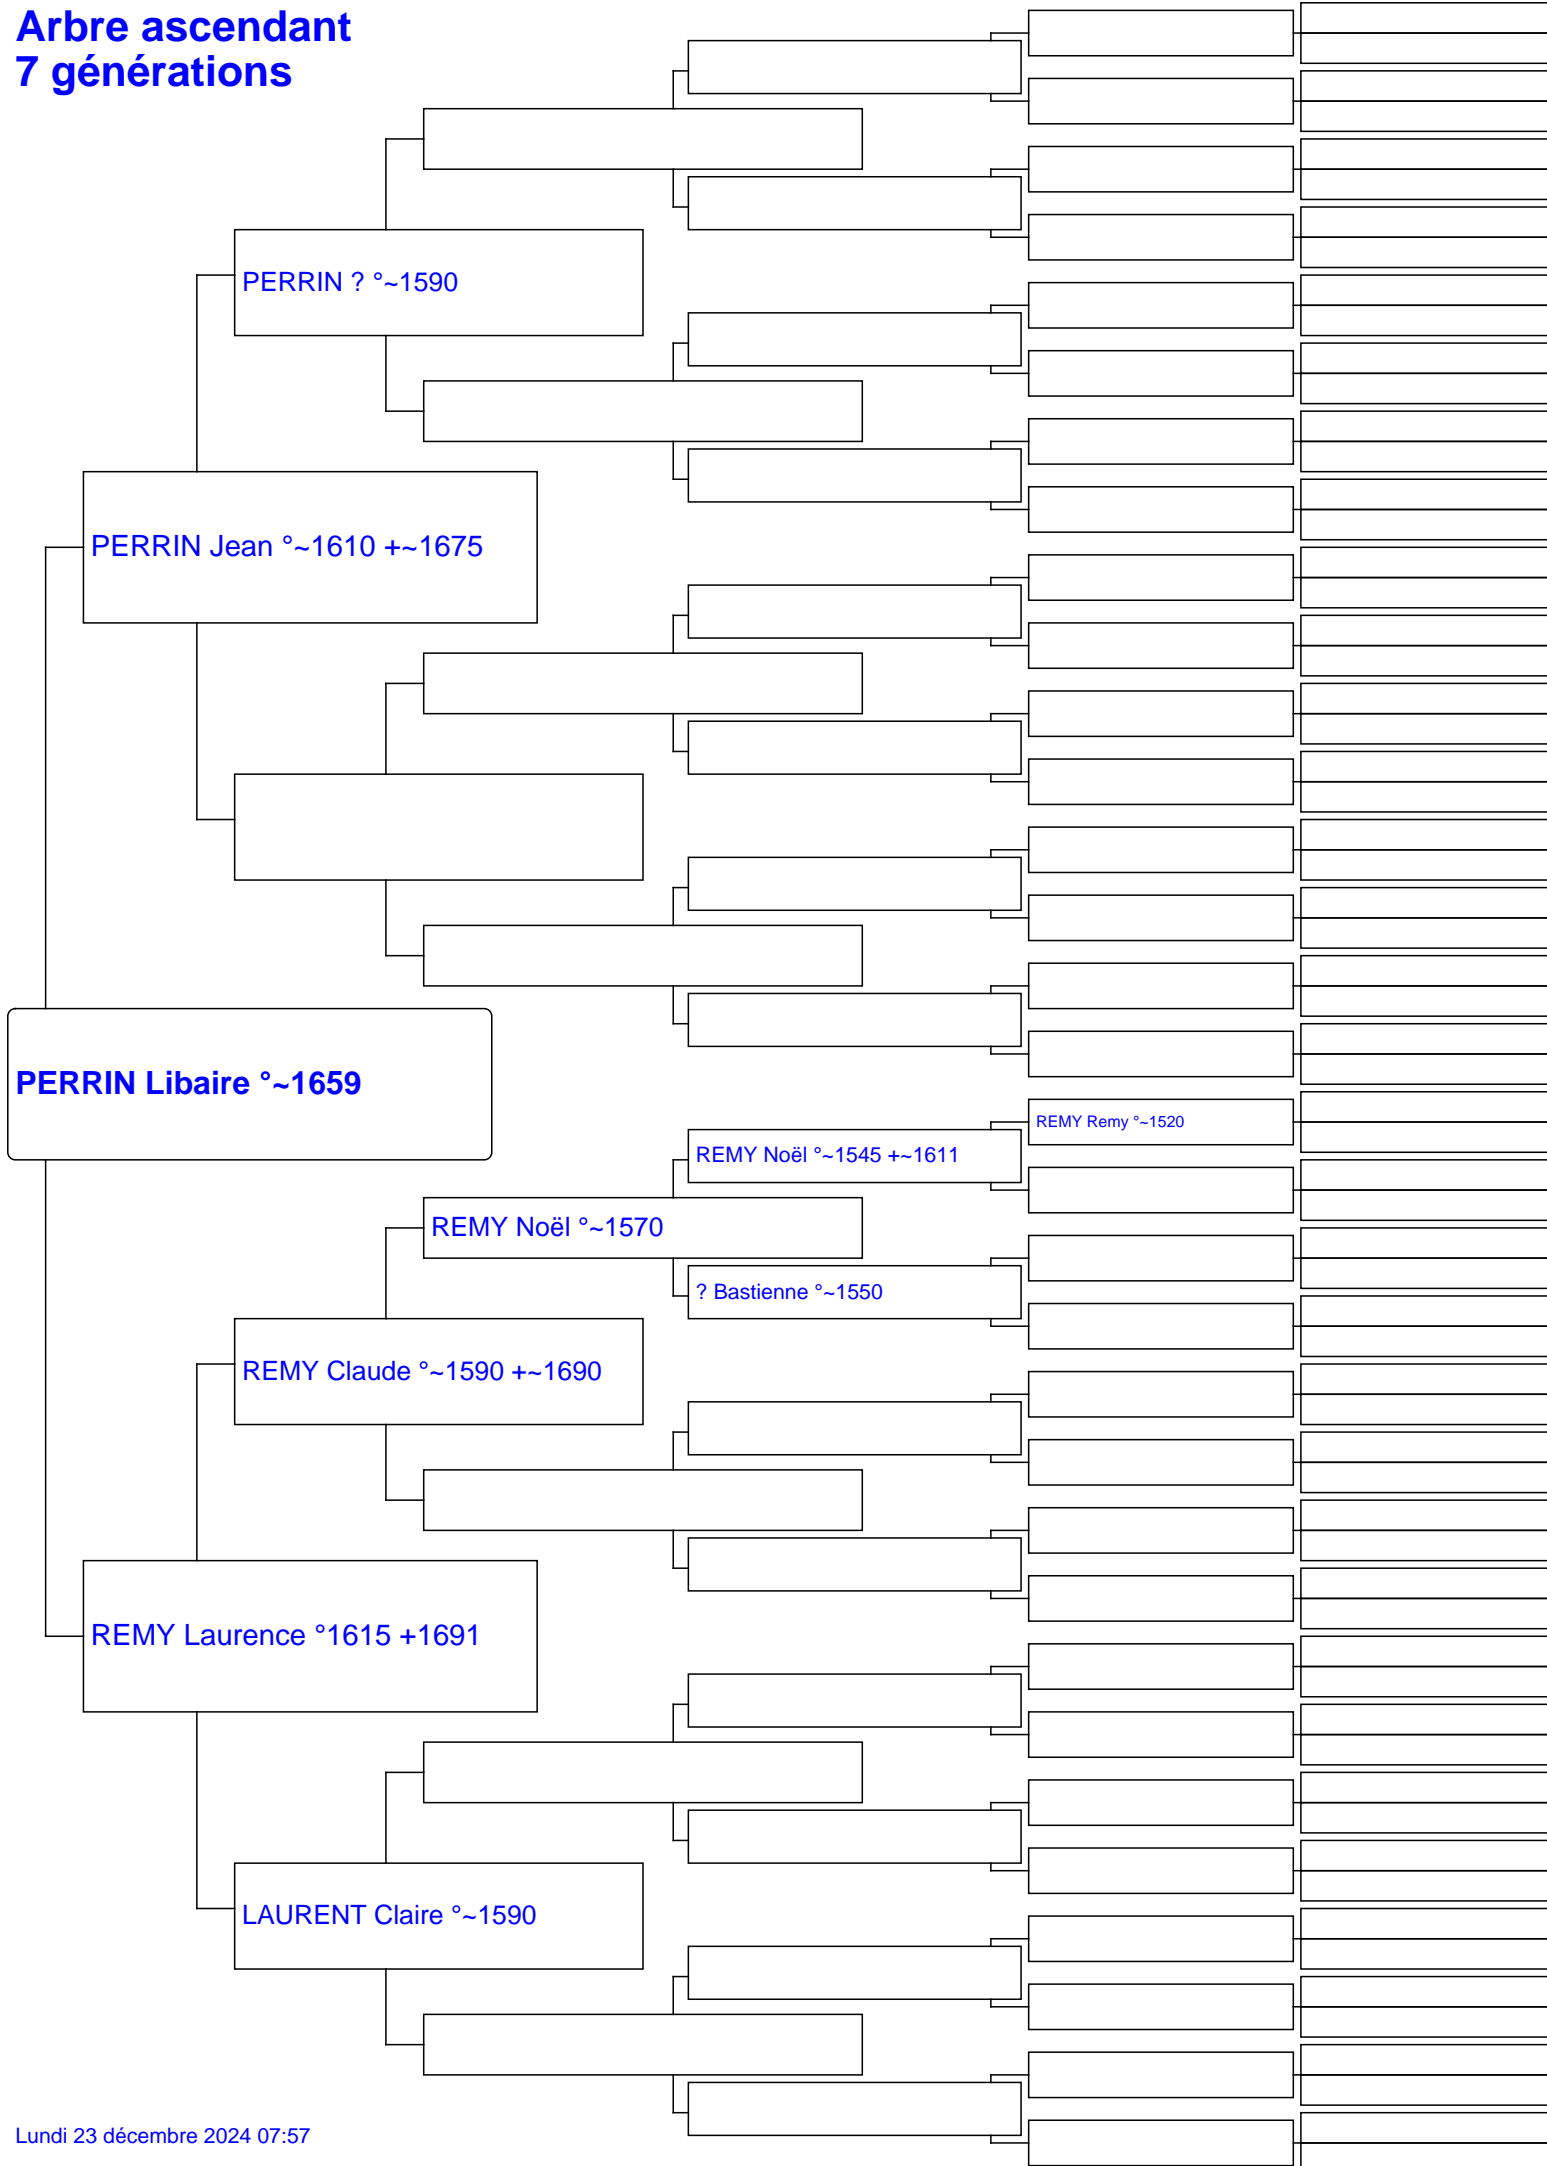 Arbre ascendant
7 générations
PERRIN ? °~1590
PERRIN Jean °~1610 +~1675
PERRIN Libaire °~1659
REMY Remy °~1520
REMY Noël °~1545 +~1611
REMY Noël °~1570
? Bastienne °~1550
REMY Claude °~1590 +~1690
REMY Laurence °1615 +1691
LAURENT Claire °~1590
Lundi 23 décembre 2024 07:57